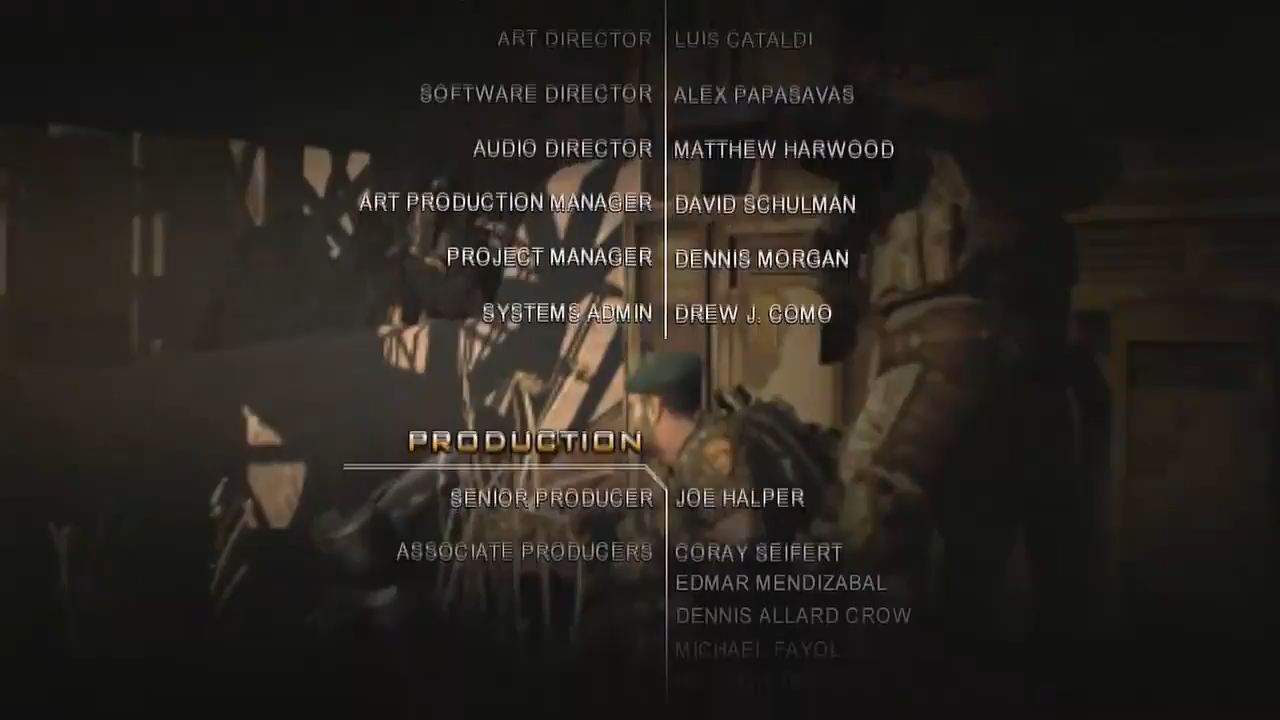 ART DIRECTOR LUIS CATALDI
SOFTWARE DIRECTOR ALEX PAPASAVAS
AUDIO DIRECTOR MATTHEW HARWOOD
ART PRODUCTION MANAGER DAVID SCHULMAN
PROJECT MANAGER DENNIS MORGAN
SYSTEMS ADMIN DREW J. COMO
PRODUCTION
SENIOR PRODUCER JOE HALPER
ASSOCIATE PRODUCERS CORAY SEIFERT
EDMAR MENDIZABAL
DENNIS ALLARD CROW
MICHAEL FAYOL